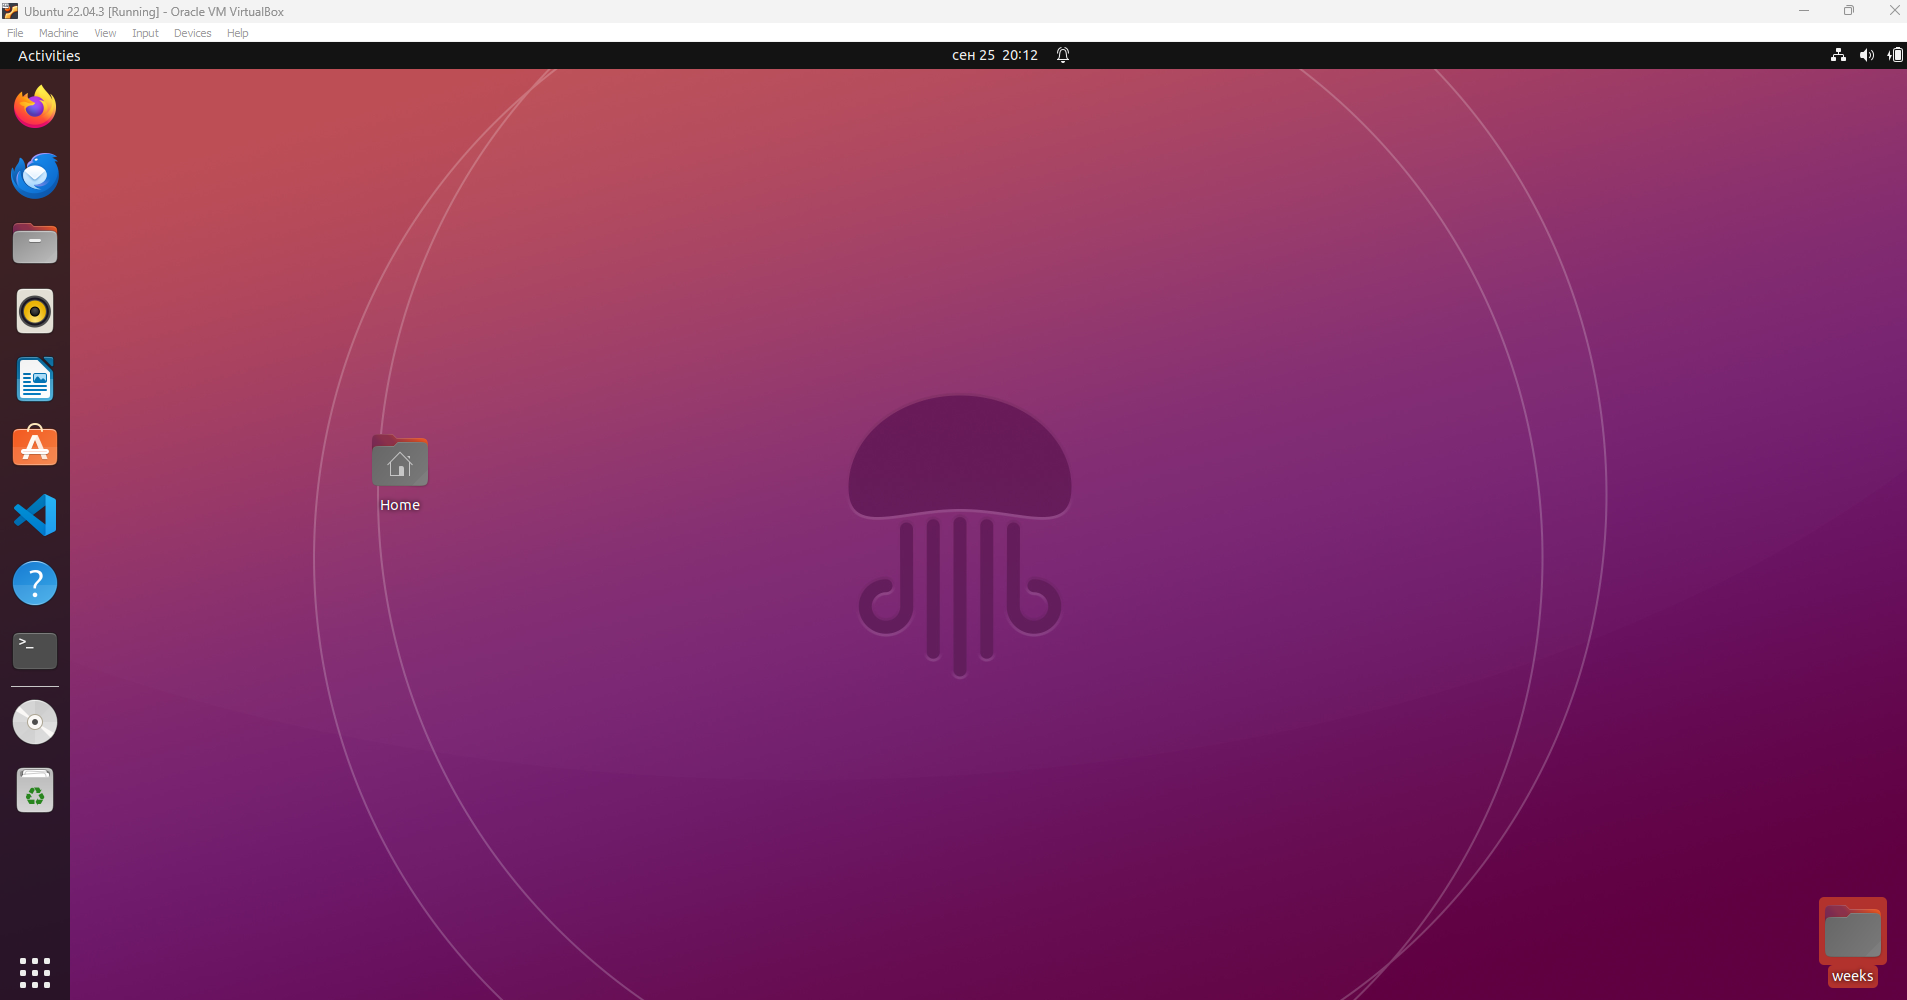 Ubuntu 22.04.3 [Running] - Oracle VM VirtualBox
File Machine View Input Devices Help
Activities
сен 25 20:12
Home
weeks